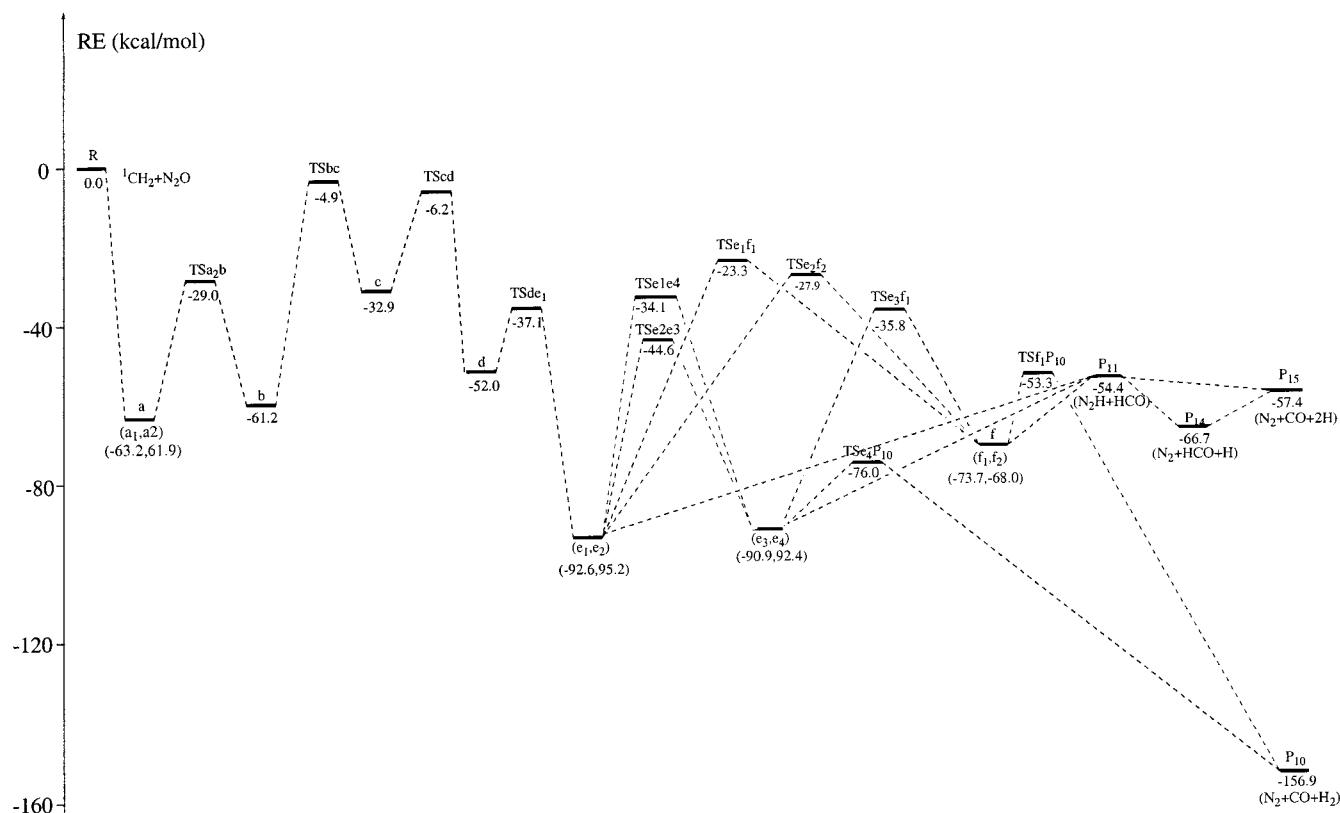 RE (kcal/mol)
0
-40
-80
-120
-160
R
0.0
¹CH₂+N₂O
a
(a₁,a2)
(-63.2,61.9)
TSa₂b
-29.0
b
-61.2
TSbc
-4.9
c
-32.9
TScd
-6.2
d
-52.0
TSde₁
-37.1
(e₁,e₂)
(-92.6,95.2)
TSe1e4
-34.1
TSe2e3
-44.6
TSe₁f₁
-23.3
TSe₂f₂
-27.9
(e₃,e₄)
(-90.9,92.4)
TSe₃f₁
-35.8
TSe₄P₁₀
-76.0
f
(f₁,f₂)
(-73.7,-68.0)
TSf₁P₁₀
-53.3
P₁₁
-54.4
(N₂H+HCO)
P₁₄
-66.7
(N₂+HCO+H)
P₁₅
-57.4
(N₂+CO+2H)
P₁₀
-156.9
(N₂+CO+H₂)